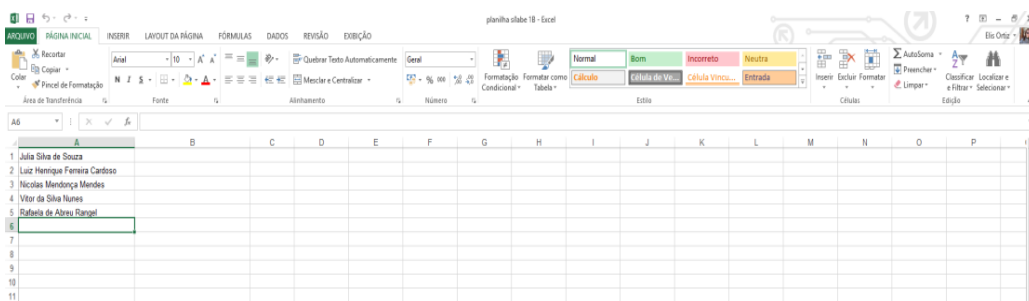 planilha sílabe 1B - Excel
Elis Ortiz
ARQUIVO PÁGINA INICIAL INSERIR LAYOUT DA PÁGINA FÓRMULAS DADOS REVISÃO EXIBIÇÃO
Colar
Recortar
Copiar
Pincel de Formatação
Área de Transferência
Arial 10
N I S
Fonte
Quebrar Texto Automaticamente
Mesclar e Centralizar
Alinhamento
Geral
% 000
Número
Formatação Condicional
Formatar como Tabela
Normal Bom Incorreto Neutra
Cálculo Célula de Ve... Célula Vincu... Entrada
Estilo
Inserir Excluir Formatar
Células
AutoSoma
Preencher
Limpar
Classificar e Filtrar
Localizar e Selecionar
Edição
A6 fx
A B C D E F G H I J K L M N O P
1 Julia Silva de Souza
2 Luiz Henrique Ferreira Cardoso
3 Nicolas Mendonça Mendes
4 Vitor da Silva Nunes
5 Rafaela de Abreu Rangel
6
7
8
9
10
11